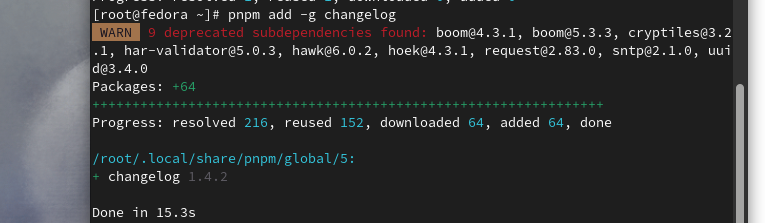 [root@fedora ~]# pnpm add -g changelog
 WARN  9 deprecated subdependencies found: boom@4.3.1, boom@5.3.3, cryptiles@3.2
.1, har-validator@5.0.3, hawk@6.0.2, hoek@4.3.1, request@2.83.0, sntp@2.1.0, uui
d@3.4.0
Packages: +64
++++++++++++++++++++++++++++++++++++++++++++++++++++++++++++++++
Progress: resolved 216, reused 152, downloaded 64, added 64, done

/root/.local/share/pnpm/global/5:
+ changelog 1.4.2

Done in 15.3s